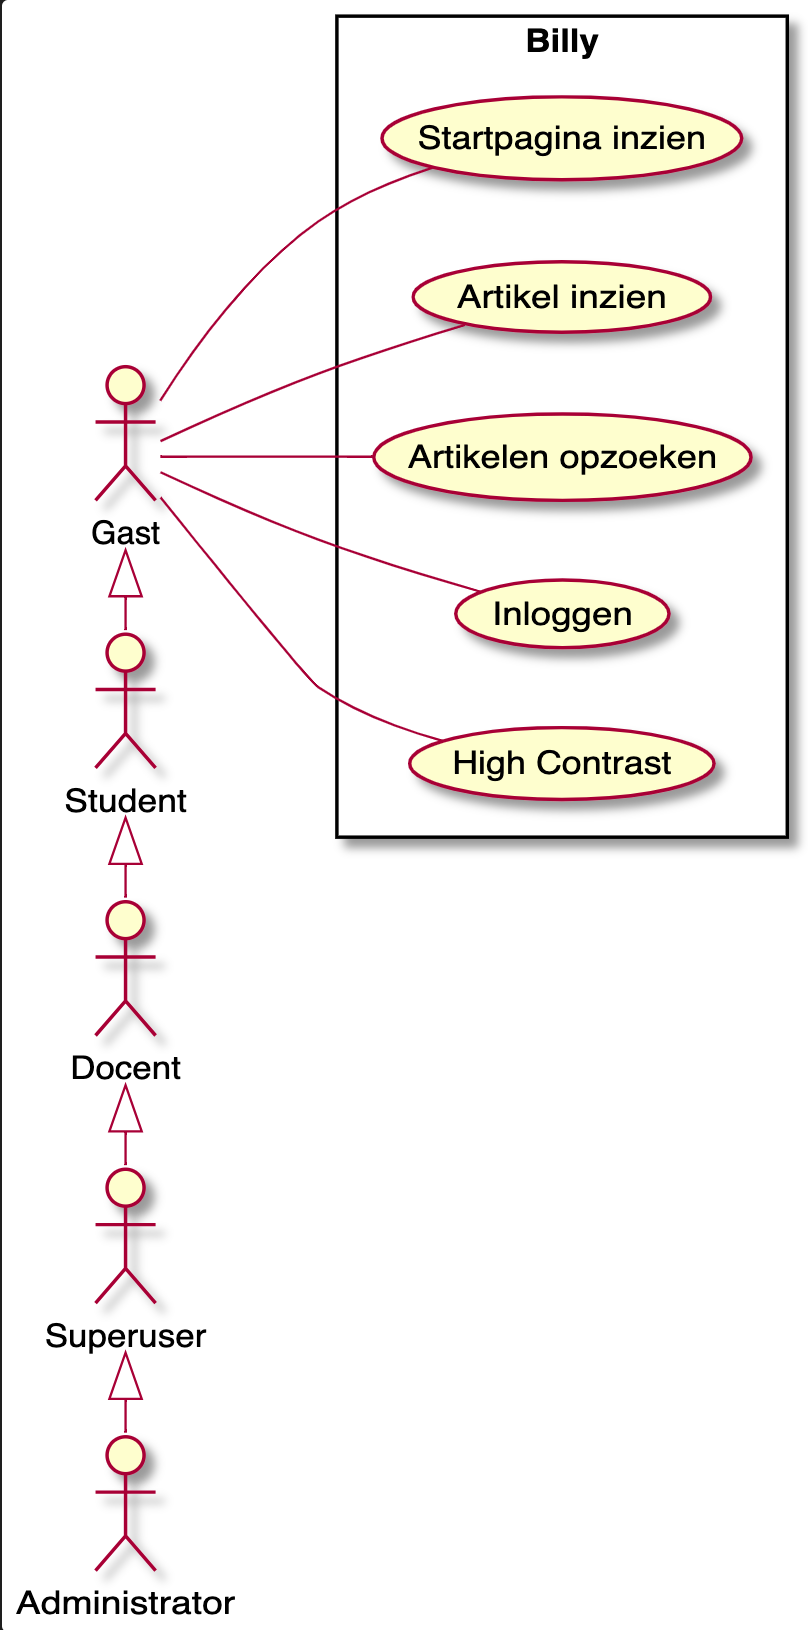 Billy
Startpagina inzien
Artikel inzien
Artikelen opzoeken
Gast
Inloggen
High Contrast
Student
Docent
Superuser
Administrator